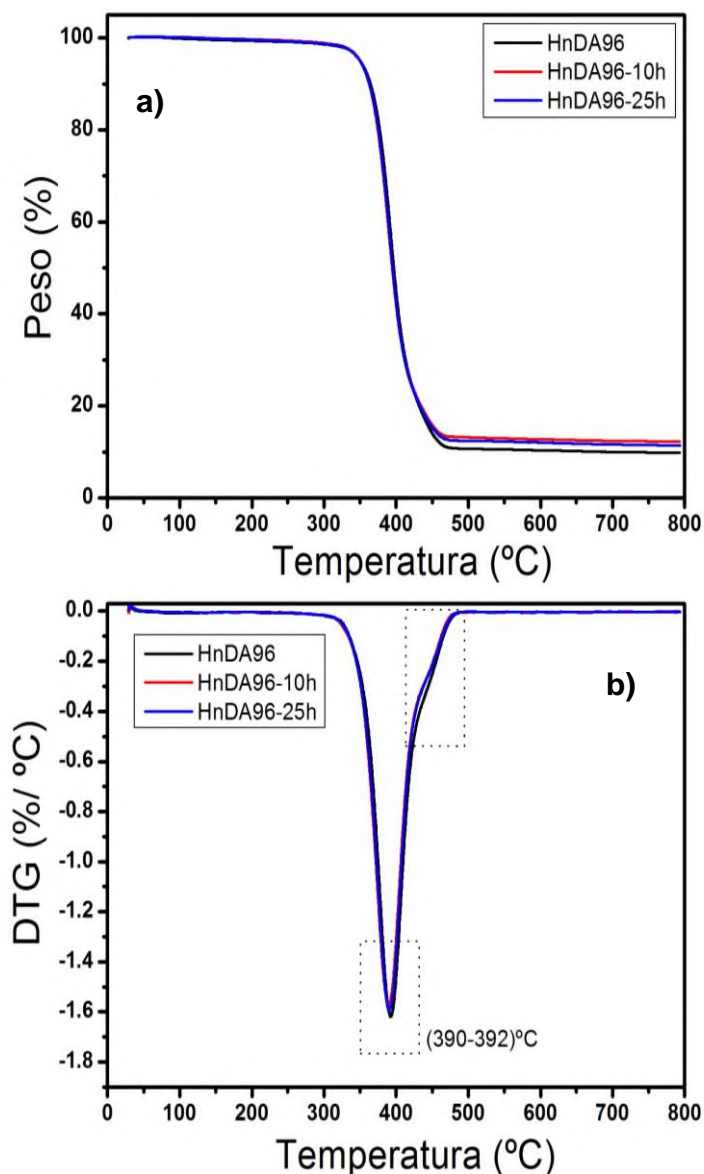 100
80
60
40
20
0
Peso (%)
a)
HnDA96
HnDA96-10h
HnDA96-25h
0 100 200 300 400 500 600 700 800
Temperatura (ºC)
0.0
-0.2
-0.4
-0.6
-0.8
-1.0
-1.2
-1.4
-1.6
-1.8
DTG (%/ ºC)
HnDA96
HnDA96-10h
HnDA96-25h
b)
(390-392)ºC
0 100 200 300 400 500 600 700 800
Temperatura (ºC)